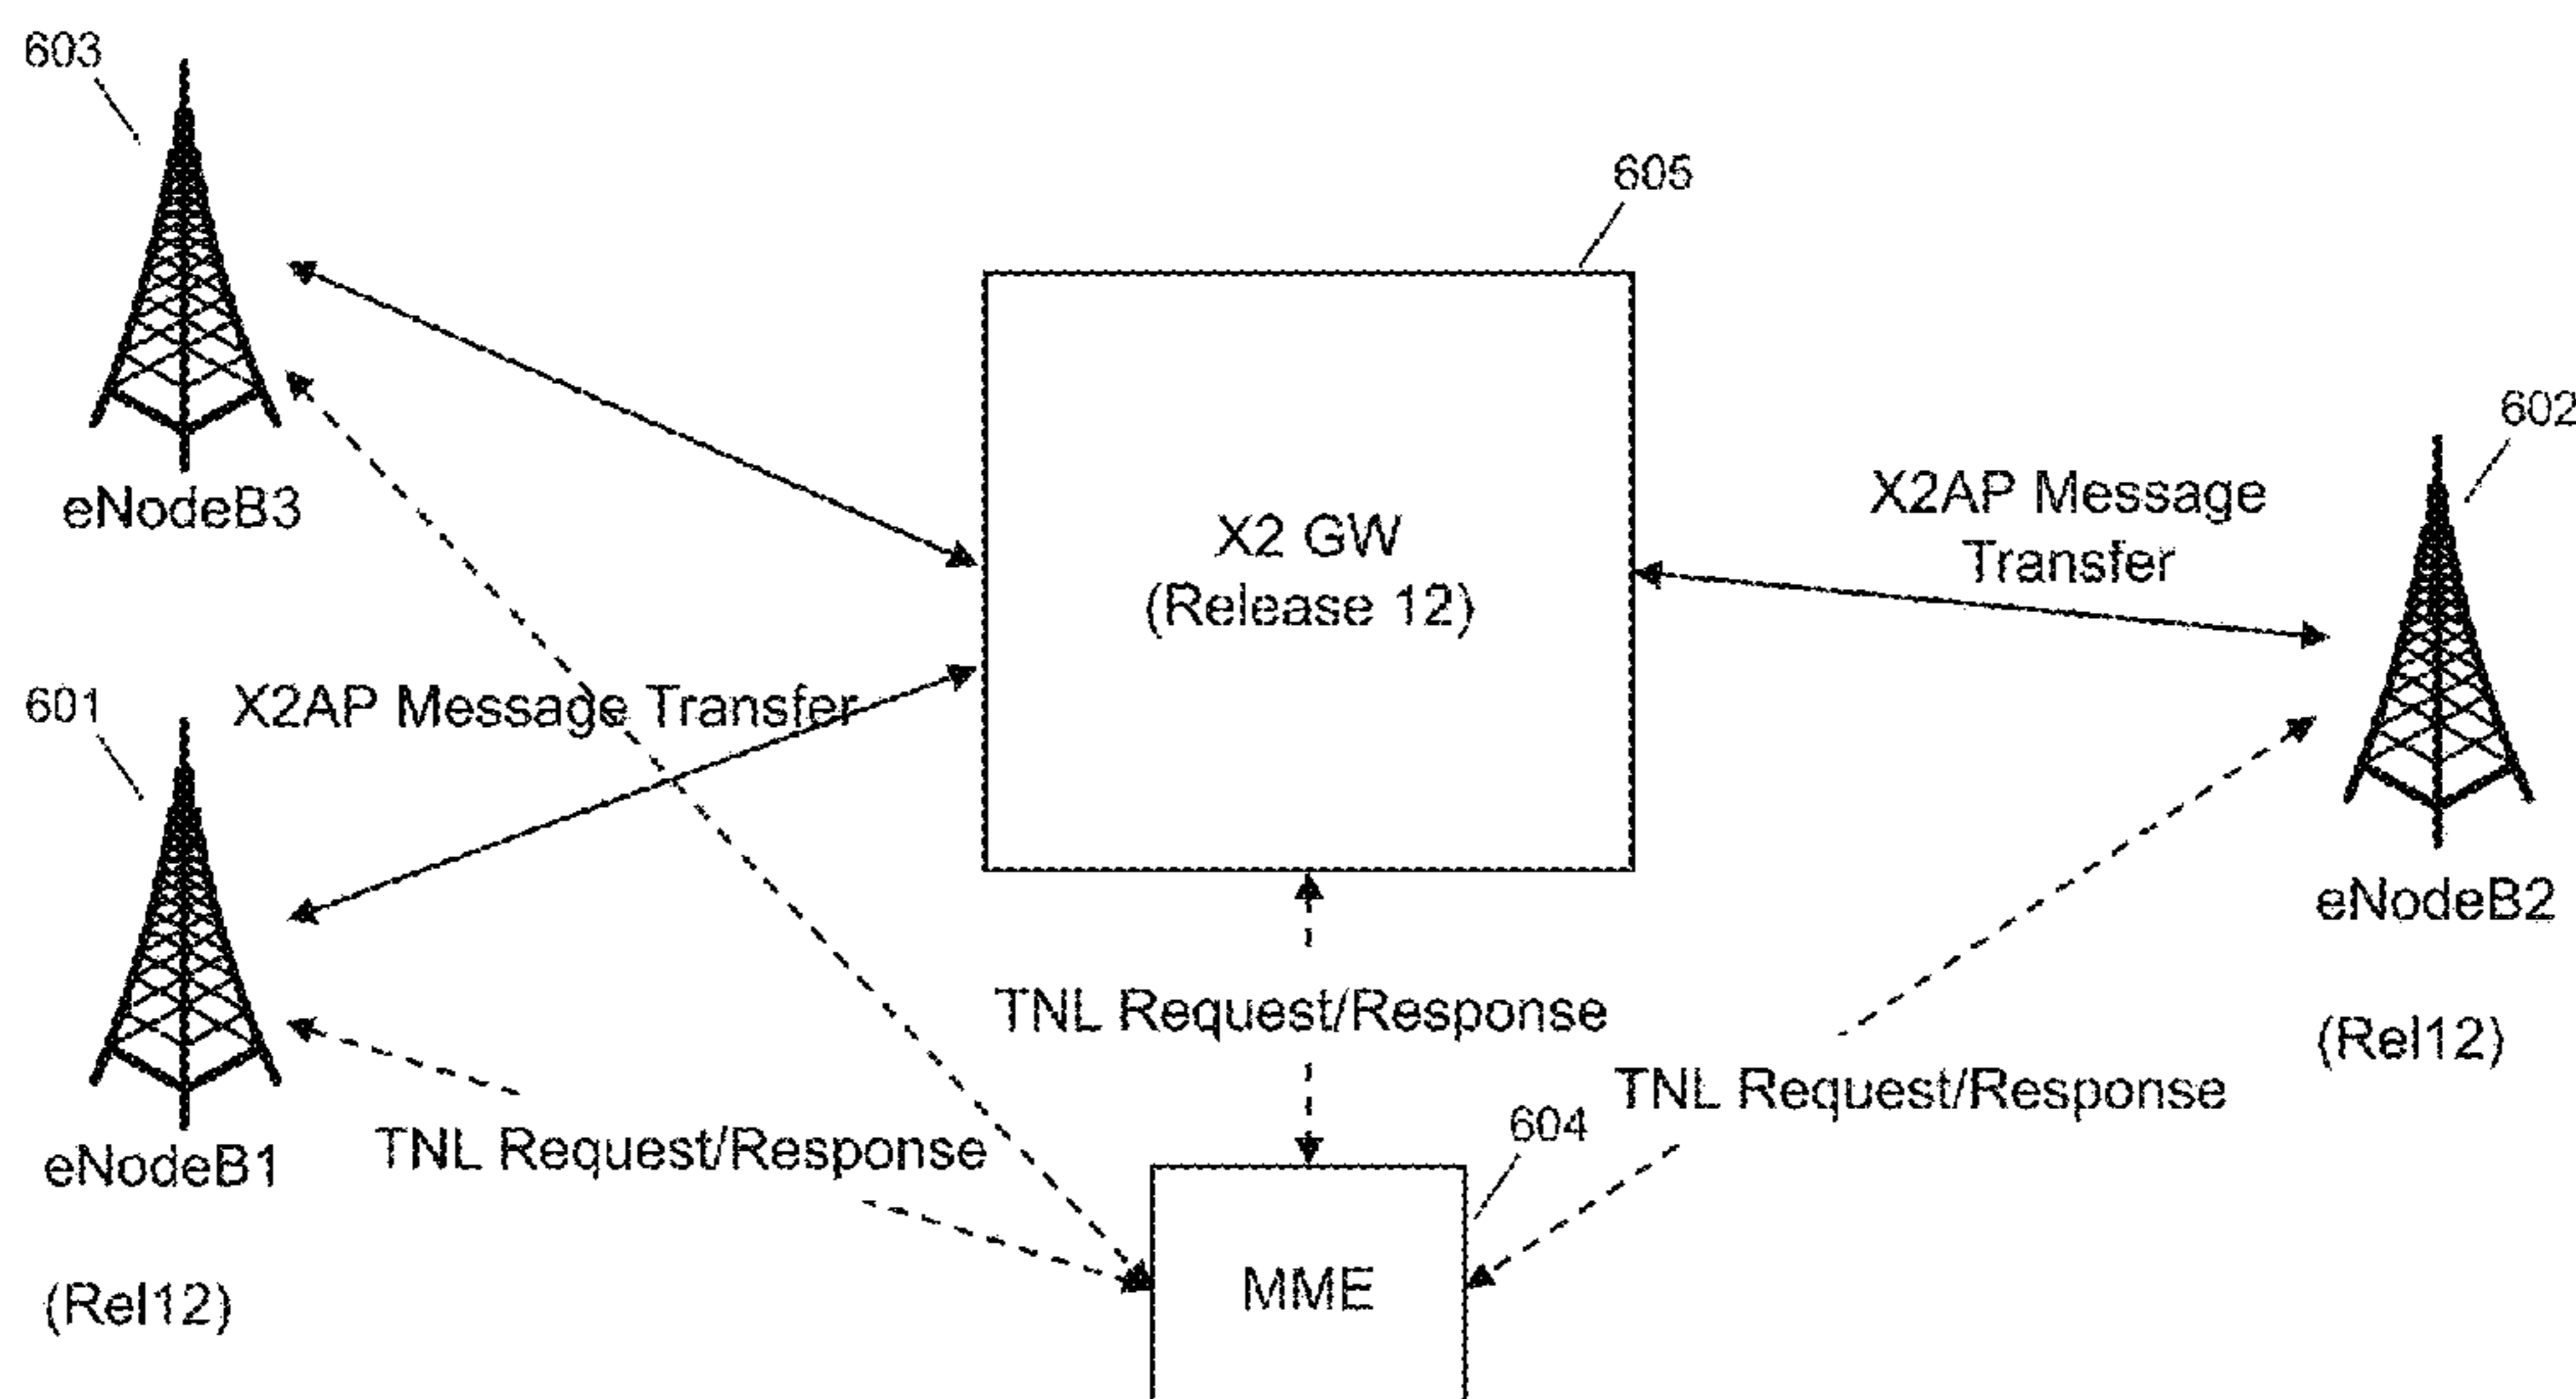 603
605
602
eNodeB3
X2 GW
(Release 12)
X2AP Message
Transfer
601
X2AP Message Transfer
eNodeB2
(Rel12)
TNL Request/Response
TNL Request/Response
604
TNL Request/Response
eNodeB1
(Rel12)
MME